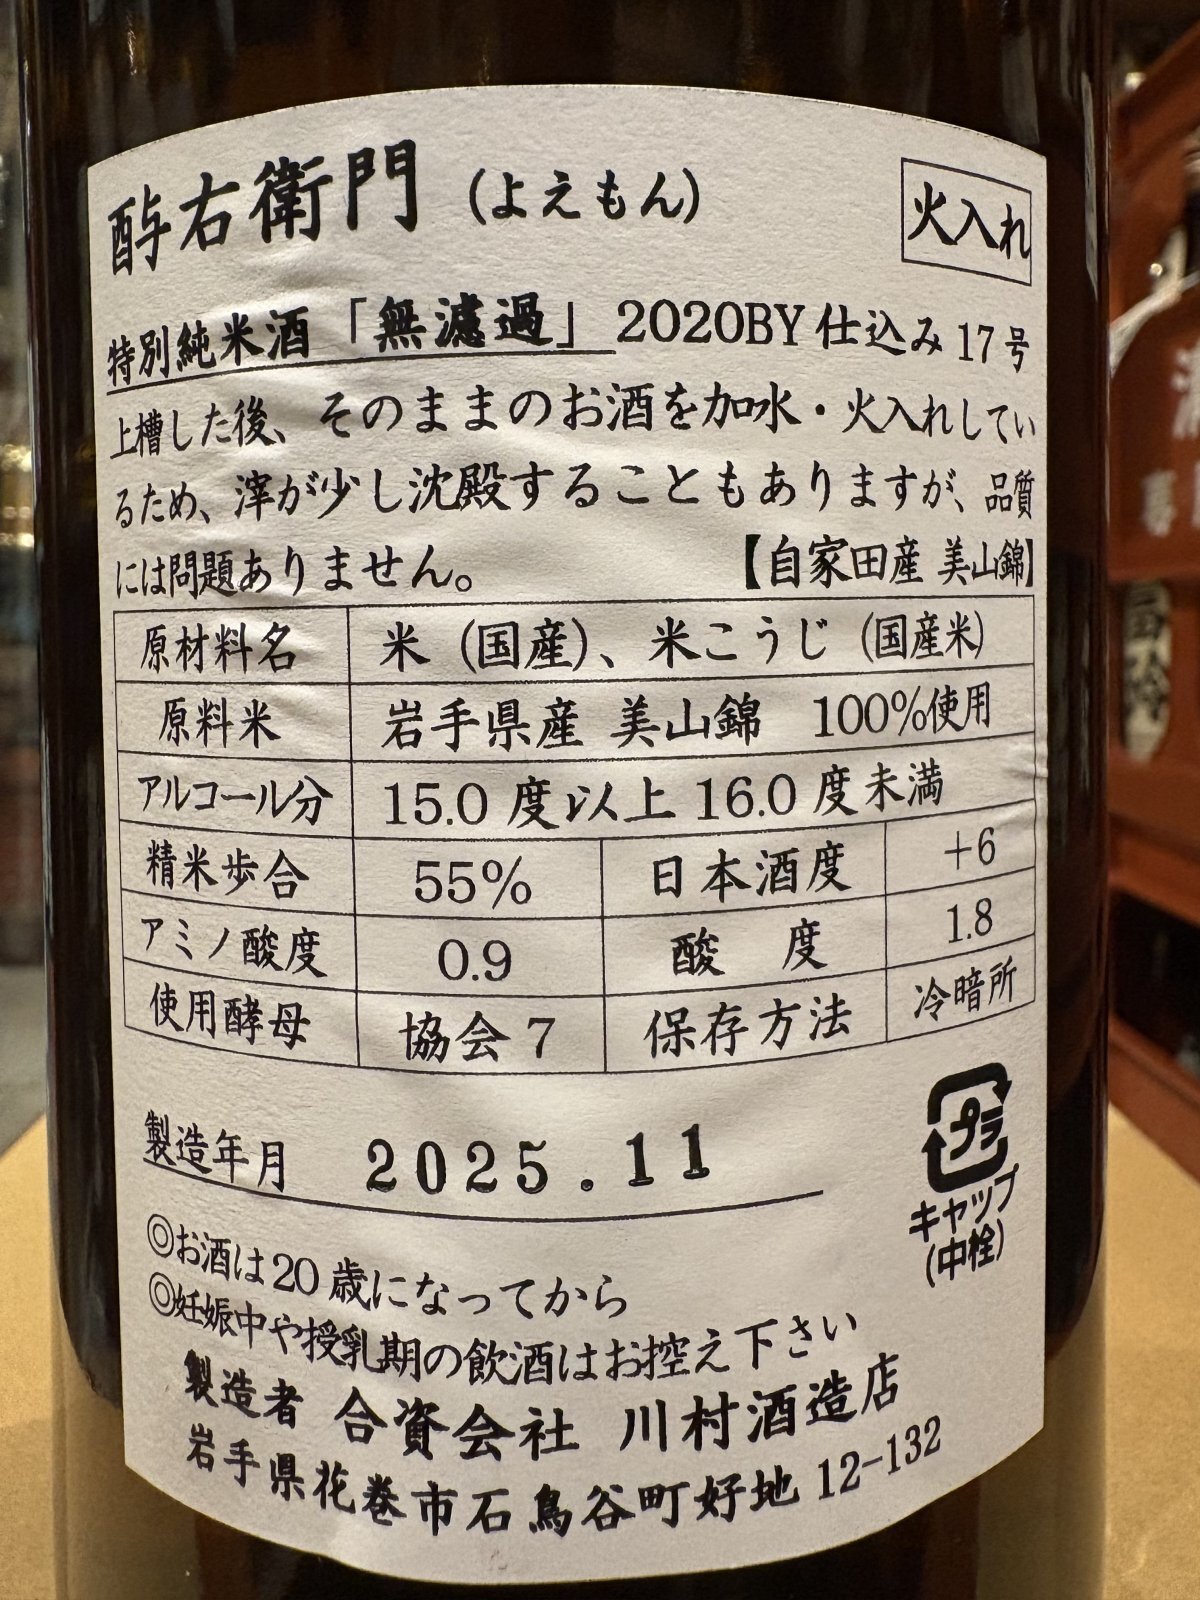 酔右衛門（よえもん）
火入れ
特別純米酒「無濾過」2020BY仕込み17号
上槽した後、そのままのお酒を加水・火入れしてい
るため、滓が少し沈殿することもありますが、品質
には問題ありません。
【自家田産 美山錦】
原材料名 米（国産）、米こうじ（国産米）
原料米 岩手県産 美山錦 100%使用
アルコール分 15.0度以上16.0度未満
精米歩合 55% 日本酒度 +6
アミノ酸度 0.9 酸度 1.8
使用酵母 協会7 保存方法 冷暗所
製造年月 2025.11
プラ
キャップ
(中栓)
◎お酒は20歳になってから
◎妊娠中や授乳期の飲酒はお控え下さい
製造者 合資会社 川村酒造店
岩手県花巻市石鳥谷町好地12-132